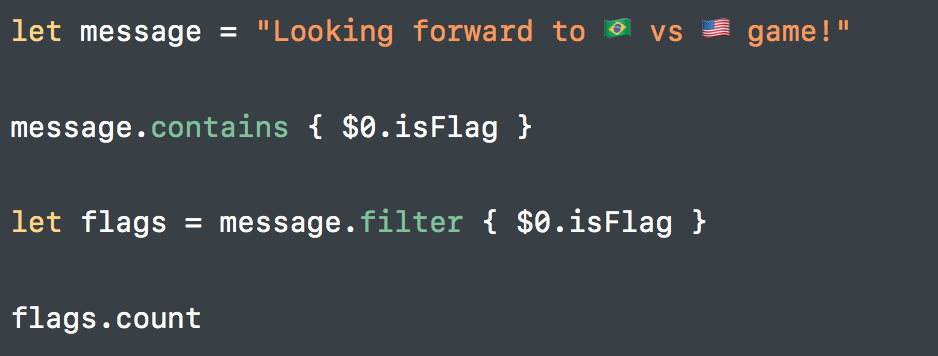 let message = "Looking forward to 🇧🇷 vs 🇺🇸 game!"
message.contains { $0.isFlag }
let flags = message.filter { $0.isFlag }
flags.count